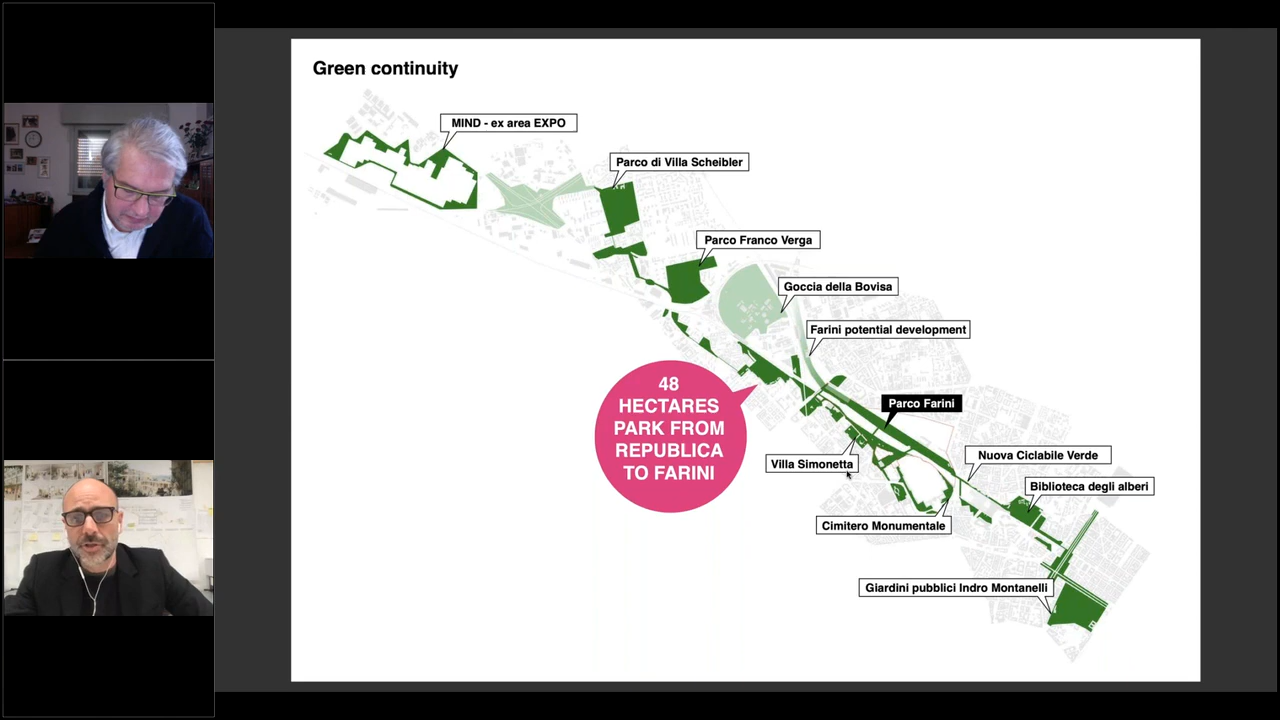 Green continuity
MIND - ex area EXPO
Parco di Villa Scheibler
Parco Franco Verga
Goccia della Bovisa
Farini potential development
48
HECTARES
PARK FROM
REPUBLICA
TO FARINI
Parco Farini
Villa Simonetta
Nuova Ciclabile Verde
Biblioteca degli alberi
Cimitero Monumentale
Giardini pubblici Indro Montanelli